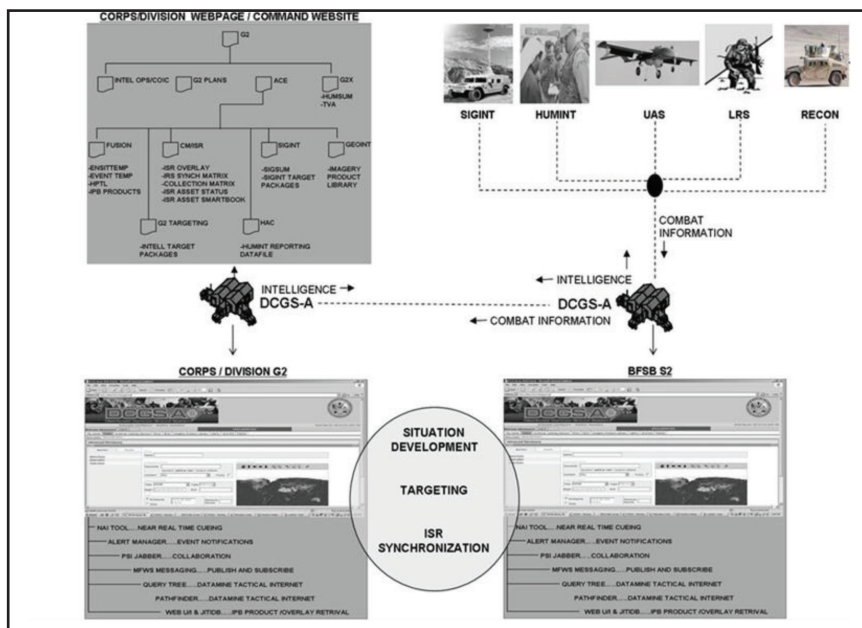 CORPS/DIVISION WEBPAGE / COMMAND WEBSITE
G2
INTEL OPS/COIC
G2 PLANS
ACE
G2X
-HUMSUM
-TVA
FUSION
-ENSITTEMP
-EVENT TEMP
-HPTL
-IPB PRODUCTS
CM/ISR
-ISR OVERLAY
-IRS SYNCH MATRIX
-COLLECTION MATRIX
-ISR ASSET STATUS
-ISR ASSET SMARTBOOK
SIGINT
-SIGSUM
-SIGINT TARGET
PACKAGES
GEOINT
-IMAGERY
PRODUCT
LIBRARY
G2 TARGETING
-INTELL TARGET
PACKAGES
HAC
-HUMINT REPORTING
DATAFILE
SIGINT
HUMINT
UAS
LRS
RECON
COMBAT
INFORMATION
INTELLIGENCE
DCGS-A
INTELLIGENCE
DCGS-A
COMBAT INFORMATION
CORPS / DIVISION G2
DCGS-A
NAI TOOL....NEAR REAL TIME CUEING
ALERT MANAGER.....EVENT NOTIFICATIONS
PSI JABBER....COLLABORATION
MFWS MESSAGING.....PUBLISH AND SUBSCRIBE
QUERY TREE....DATAMINE TACTICAL INTERNET
PATHFINDER....DATAMINE TACTICAL INTERNET
WEB U/I & JTITDB...IPB PRODUCT /OVERLAY RETRIVAL
SITUATION
DEVELOPMENT
TARGETING
ISR
SYNCHRONIZATION
BFSB S2
DCGS-A
NAI TOOL....NEAR REAL TIME CUEING
ALERT MANAGER.....EVENT NOTIFICATIONS
PSI JABBER....COLLABORATION
MFWS MESSAGING.....PUBLISH AND SUBSCRIBE
QUERY TREE....DATAMINE TACTICAL INTERNET
PATHFINDER....DATAMINE TACTICAL INTERNET
WEB U/I & JTITDB...IPB PRODUCT /OVERLAY RETRIVAL